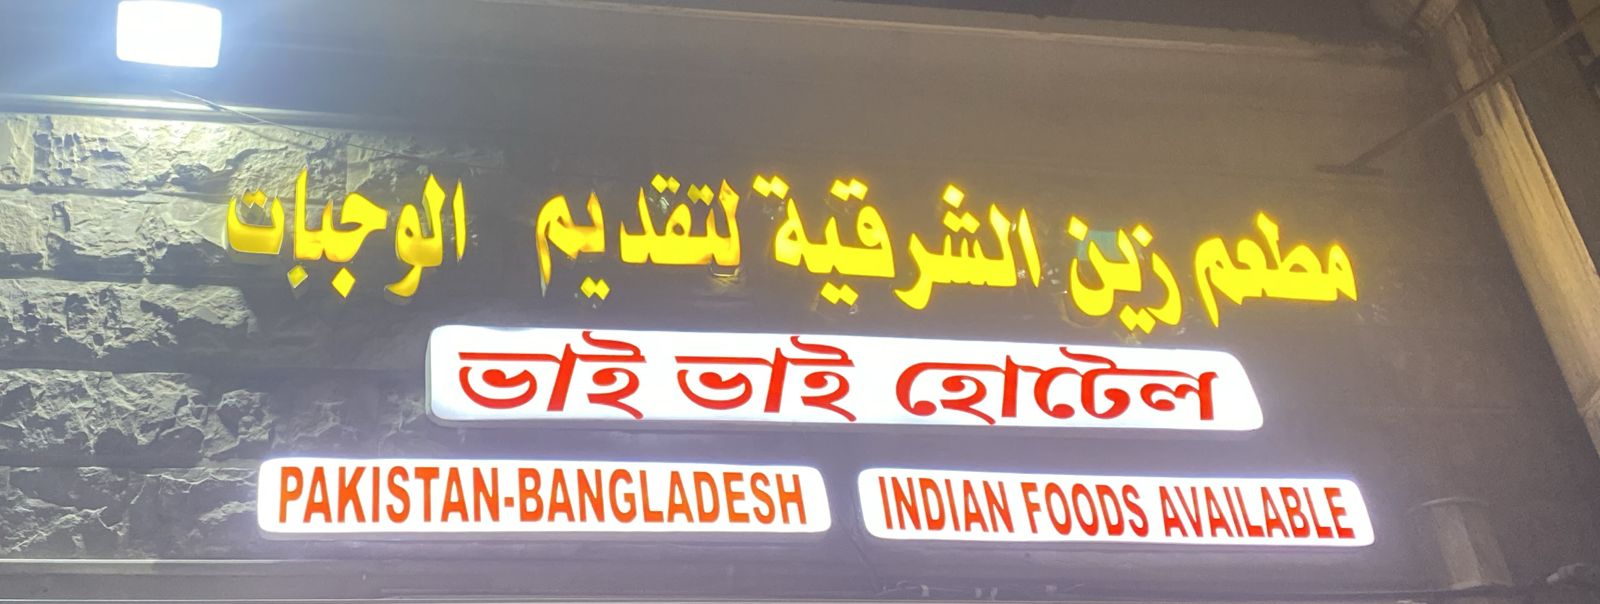 مطعم زين الشرقية لتقديم الوجبات
ভাই ভাই হোটেল
PAKISTAN-BANGLADESH INDIAN FOODS AVAILABLE